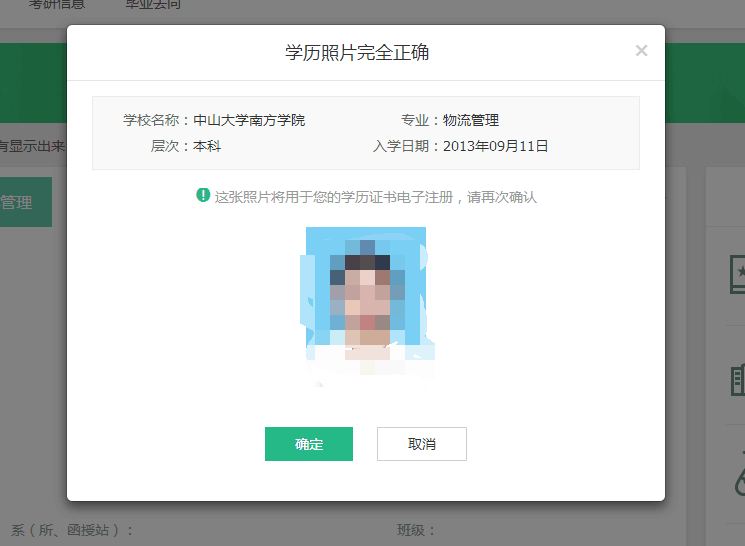 考研信息 毕业去向
学历照片完全正确
学校名称：中山大学南方学院 专业：物流管理
层次：本科 入学日期：2013年09月11日
有显示出来
管理
这张照片将用于您的学历证书电子注册，请再次确认
确定 取消
系（所、函授站）： 班级：